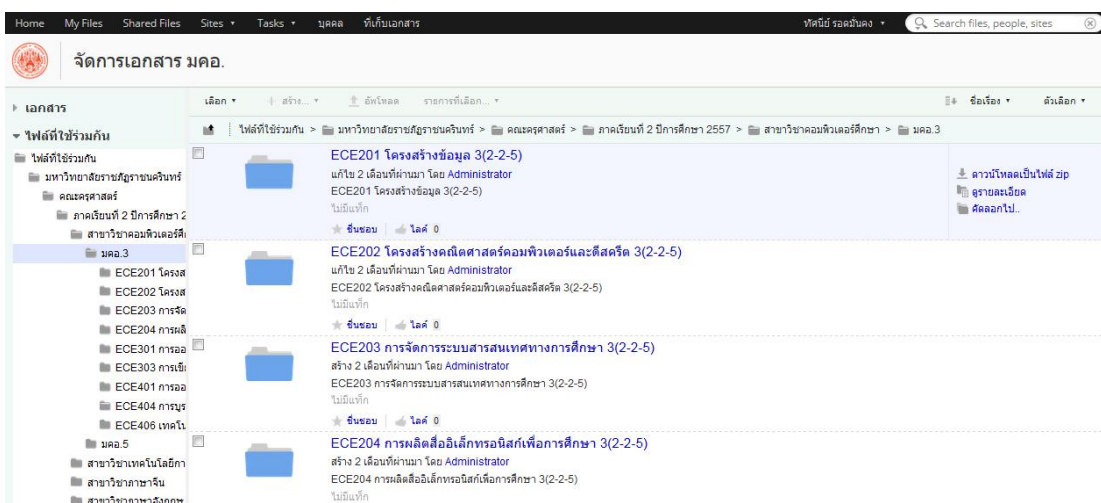 Home My Files Shared Files Sites Tasks บุคคล ที่เก็บเอกสาร ทัศนีย์ รอดมั่นคง Search files, people, sites
จัดการเอกสาร มคอ.
เอกสาร
ไฟล์ที่ใช้ร่วมกัน
ไฟล์ที่ใช้ร่วมกัน
มหาวิทยาลัยราชภัฏราชนครินทร์
คณะครุศาสตร์
ภาคเรียนที่ 2 ปีการศึกษา 2
สาขาวิชาคอมพิวเตอร์ศึ
มคอ.3
ECE201 โครงส
ECE202 โครงส
ECE203 การจัด
ECE204 การผลิ
ECE301 การออ
ECE303 การเขี
ECE401 การออ
ECE404 การบูร
ECE406 เทคโน
มคอ.5
สาขาวิชาเทคโนโลยีกา
สาขาวิชาภาษาจีน
สาขาวิชาภาษาอังกฤษ
เลือก สร้าง... อัพโหลด รายการที่เลือก... ชื่อเรื่อง ตัวเลือก
ไฟล์ที่ใช้ร่วมกัน > มหาวิทยาลัยราชภัฏราชนครินทร์ > คณะครุศาสตร์ > ภาคเรียนที่ 2 ปีการศึกษา 2557 > สาขาวิชาคอมพิวเตอร์ศึกษา > มคอ.3
ECE201 โครงสร้างข้อมูล 3(2-2-5)
แก้ไข 2 เดือนที่ผ่านมา โดย Administrator
ECE201 โครงสร้างข้อมูล 3(2-2-5)
ไม่มีแท็ก
ชื่นชอบ ไลค์ 0
ดาวน์โหลดเป็นไฟล์ zip
ดูรายละเอียด
คัดลอกไป..
ECE202 โครงสร้างคณิตศาสตร์คอมพิวเตอร์และดีสครีต 3(2-2-5)
แก้ไข 2 เดือนที่ผ่านมา โดย Administrator
ECE202 โครงสร้างคณิตศาสตร์คอมพิวเตอร์และดีสครีต 3(2-2-5)
ไม่มีแท็ก
ชื่นชอบ ไลค์ 0
ECE203 การจัดการระบบสารสนเทศทางการศึกษา 3(2-2-5)
สร้าง 2 เดือนที่ผ่านมา โดย Administrator
ECE203 การจัดการระบบสารสนเทศทางการศึกษา 3(2-2-5)
ไม่มีแท็ก
ชื่นชอบ ไลค์ 0
ECE204 การผลิตสื่ออิเล็กทรอนิสก์เพื่อการศึกษา 3(2-2-5)
สร้าง 2 เดือนที่ผ่านมา โดย Administrator
ECE204 การผลิตสื่ออิเล็กทรอนิสก์เพื่อการศึกษา 3(2-2-5)
ไม่มีแท็ก